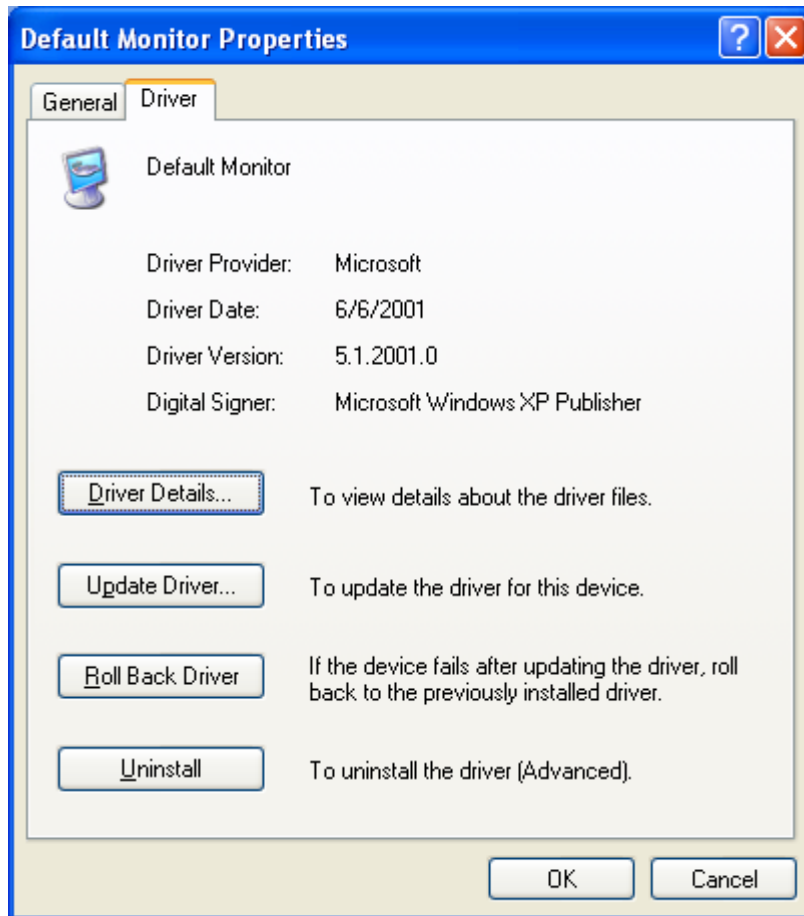 Default Monitor Properties
General
Driver
Default Monitor
Driver Provider: Microsoft
Driver Date: 6/6/2001
Driver Version: 5.1.2001.0
Digital Signer: Microsoft Windows XP Publisher
Driver Details... To view details about the driver files.
Update Driver... To update the driver for this device.
Roll Back Driver If the device fails after updating the driver, roll
back to the previously installed driver.
Uninstall To uninstall the driver (Advanced).
OK Cancel